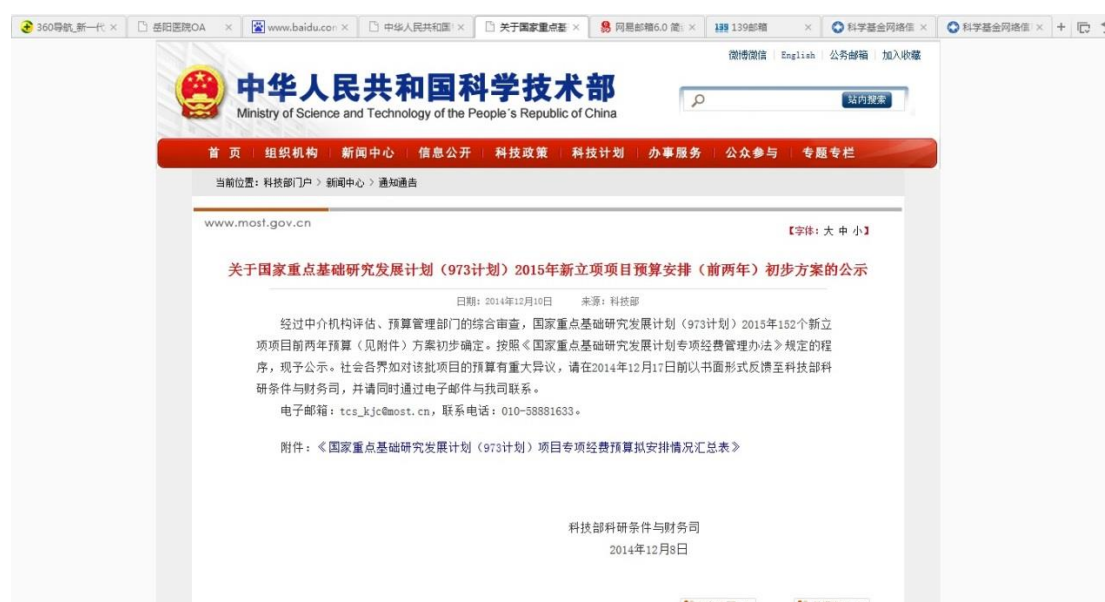 360导航_新一代
岳阳医院OA
www.baidu.con
中华人民共和国
关于国家重点基
网易邮箱6.0 简
139邮箱
科学基金网络信
科学基金网络信
微博微信 English 公务邮箱 加入收藏
中华人民共和国科学技术部
Ministry of Science and Technology of the People's Republic of China
站内搜索
首 页 组织机构 新闻中心 信息公开 科技政策 科技计划 办事服务 公众参与 专题专栏
当前位置: 科技部门户 > 新闻中心 > 通知通告
www.most.gov.cn
【字体: 大 中 小】
关于国家重点基础研究发展计划（973计划）2015年新立项项目预算安排（前两年）初步方案的公示
日期: 2014年12月10日 来源: 科技部
经过中介机构评估、预算管理部门的综合审查，国家重点基础研究发展计划（973计划）2015年152个新立
项项目前两年预算（见附件）方案初步确定。按照《国家重点基础研究发展计划专项经费管理办法》规定的程
序，现予公示。社会各界如对该批项目的预算有重大异议，请在2014年12月17日前以书面形式反馈至科技部科
研条件与财务司，并请同时通过电子邮件与我司联系。
电子邮箱: tcs_kjc@most.cn，联系电话: 010-58881633。
附件: 《国家重点基础研究发展计划（973计划）项目专项经费预算拟安排情况汇总表》
科技部科研条件与财务司
2014年12月8日